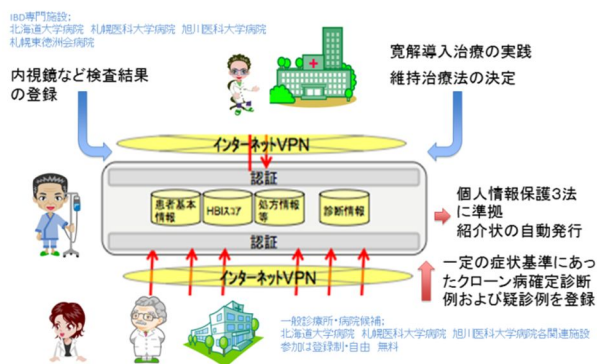 IBD専門施設:
北海道大学病院 札幌医科大学病院 旭川医科大学病院
札幌東徳洲会病院
内視鏡など検査結果
の登録
寛解導入治療の実践
維持治療法の決定
インターネットVPN
認証
患者基本
情報
HBIスコア
処方情報
等
診断情報
認証
インターネットVPN
個人情報保護3法
に準拠
紹介状の自動発行
一定の症状基準にあっ
たクローン病確定診断
例および疑診例を登録
一般診療所・病院候補:
北海道大学病院 札幌医科大学病院 旭川医科大学病院各関連施設
参加は登録制・自由 無料